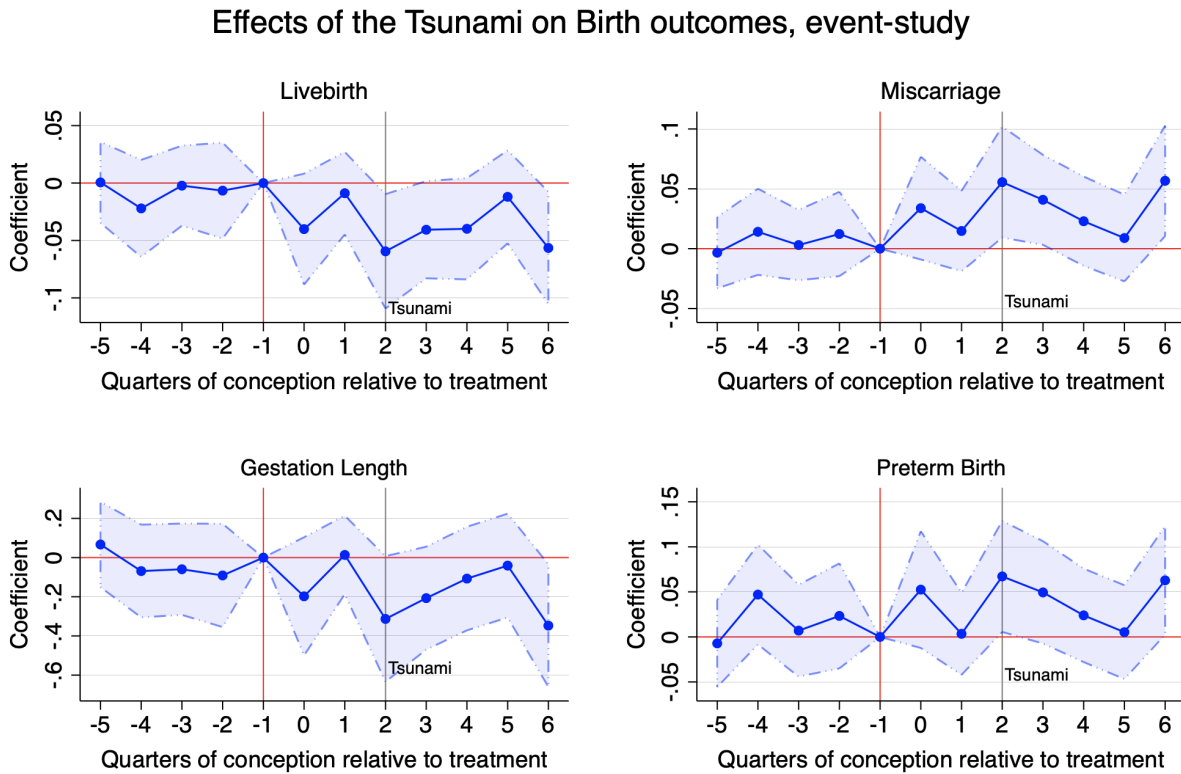 Effects of the Tsunami on Birth outcomes, event-study
Livebirth
Coefficient
.05
0
-.05
-.1
Tsunami
-5 -4 -3 -2 -1 0 1 2 3 4 5 6
Quarters of conception relative to treatment
Miscarriage
Coefficient
.1
.05
0
-.05
Tsunami
-5 -4 -3 -2 -1 0 1 2 3 4 5 6
Quarters of conception relative to treatment
Gestation Length
Coefficient
.2
0
-.2
-.4
-.6
Tsunami
-5 -4 -3 -2 -1 0 1 2 3 4 5 6
Quarters of conception relative to treatment
Preterm Birth
Coefficient
.15
.1
.05
0
-.05
Tsunami
-5 -4 -3 -2 -1 0 1 2 3 4 5 6
Quarters of conception relative to treatment